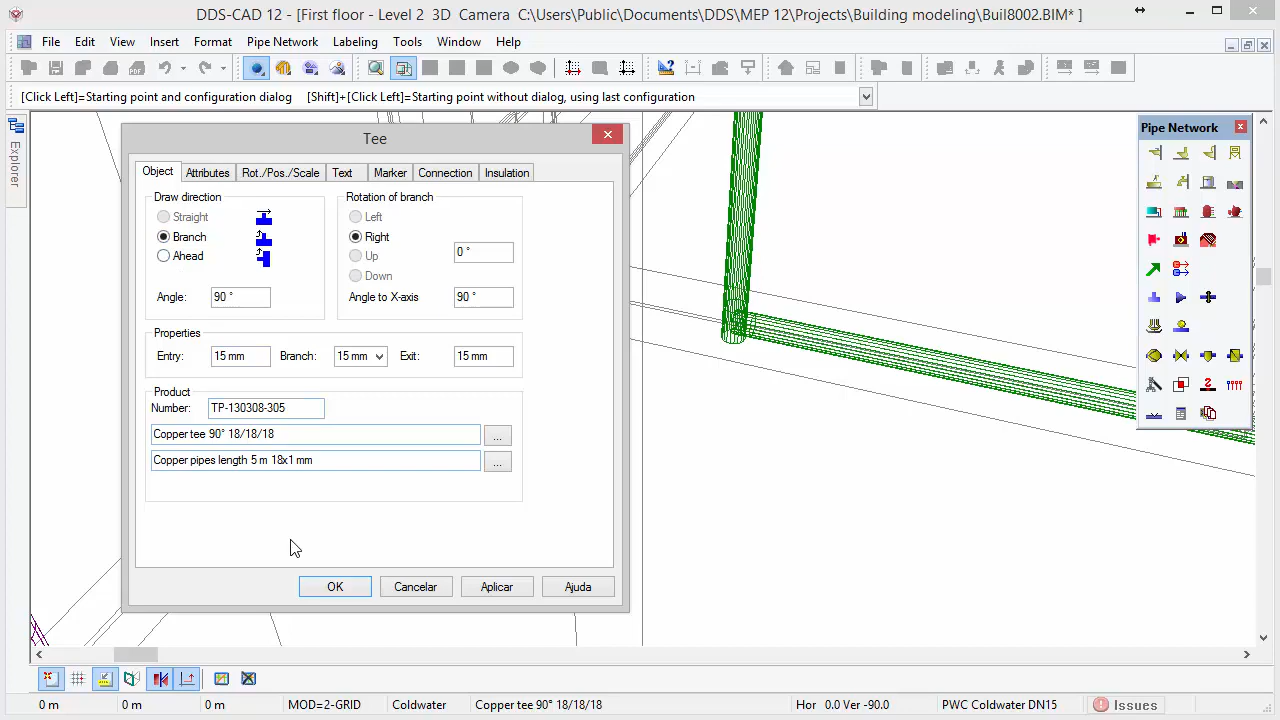 DDS-CAD 12 - [First floor - Level 2 3D Camera C:\Users\Public\Documents\DDS\MEP 12\Projects\Building modeling\Buil8002.BIM* ]
File Edit View Insert Format Pipe Network Labeling Tools Window Help
[Click Left]=Starting point and configuration dialog [Shift]+[Click Left]=Starting point without dialog, using last configuration
Explorer
Tee
Pipe Network
Object Attributes Rot./Pos./Scale Text Marker Connection Insulation
Draw direction
Straight
Branch
Ahead
Angle: 90 °
Rotation of branch
Left
Right
0 °
Up
Down
Angle to X-axis 90 °
Properties
Entry: 15 mm Branch: 15 mm Exit: 15 mm
Product
Number: TP-130308-305
Copper tee 90° 18/18/18 ...
Copper pipes length 5 m 18x1 mm ...
OK Cancelar Aplicar Ajuda
0 m 0 m 0 m MOD=2-GRID Coldwater Copper tee 90° 18/18/18 Hor 0.0 Ver -90.0 PWC Coldwater DN15 Issues